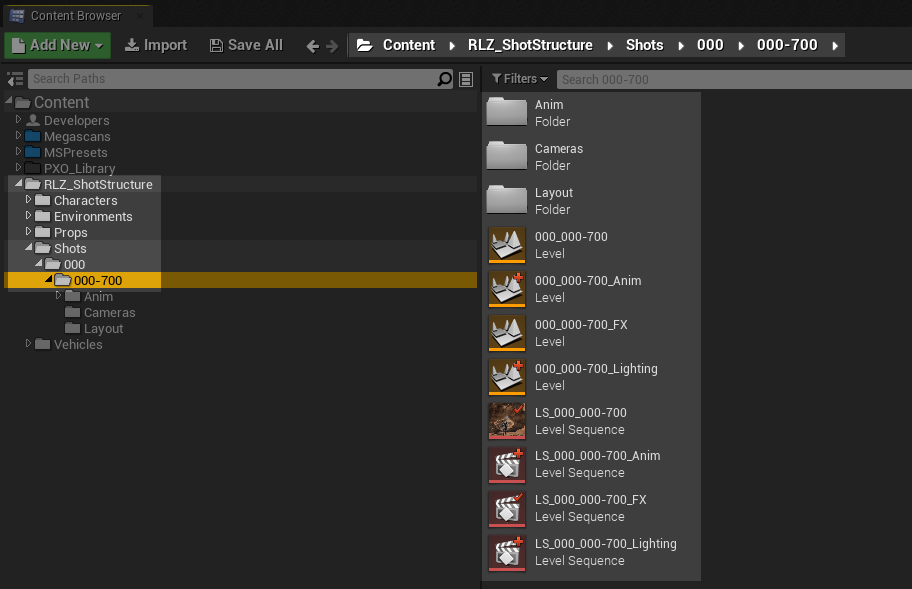 Content Browser
Add New Import Save All Content RLZ_ShotStructure Shots 000 000-700
Search Paths
Filters Search 000-700
Content
Developers
Megascans
MSPresets
PXO_Library
RLZ_ShotStructure
Characters
Environments
Props
Shots
000
000-700
Anim
Cameras
Layout
Vehicles
Anim
Folder
Cameras
Folder
Layout
Folder
000_000-700
Level
000_000-700_Anim
Level
000_000-700_FX
Level
000_000-700_Lighting
Level
LS_000_000-700
Level Sequence
LS_000_000-700_Anim
Level Sequence
LS_000_000-700_FX
Level Sequence
LS_000_000-700_Lighting
Level Sequence